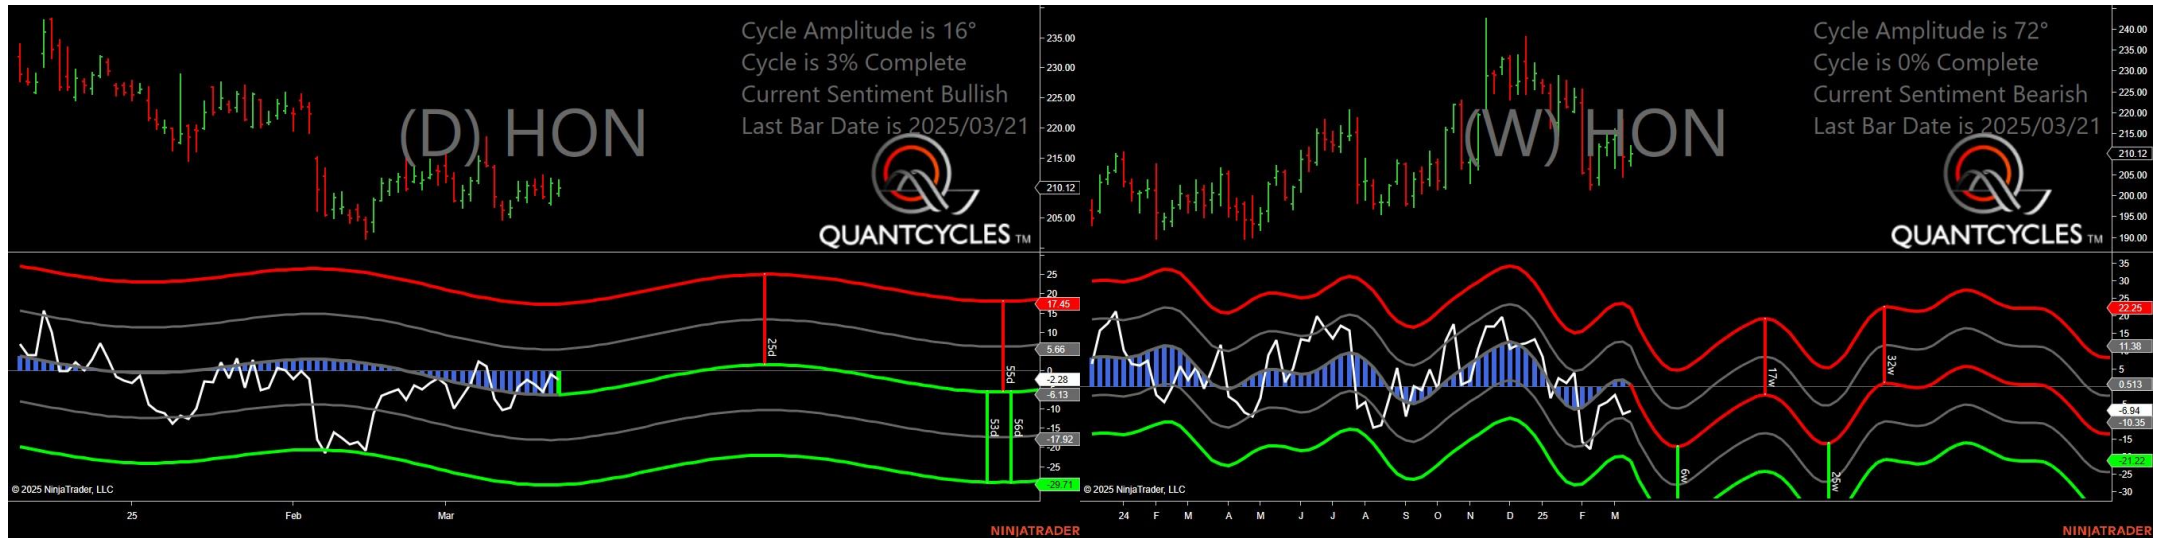 Cycle Amplitude is 16°
Cycle is 3% Complete
Current Sentiment Bullish
Last Bar Date is 2025/03/21
(D) HON
QUANTCYCLES TM
235.00
230.00
225.00
220.00
215.00
210.12
205.00
25
20
17.45
15
10
5.66
0
-2.28
-6.13
-10
-15
-17.92
-25
-29.71
25d
55d
53d
56d
© 2025 NinjaTrader, LLC
25
Feb
Mar
NINJATRADER
Cycle Amplitude is 72°
Cycle is 0% Complete
Current Sentiment Bearish
Last Bar Date is 2025/03/21
(W) HON
QUANTCYCLES TM
240.00
235.00
230.00
225.00
220.00
215.00
210.12
205.00
200.00
195.00
190.00
35
30
25
22.25
20
15
11.38
5
0.513
-6.94
-10.35
-15
-21.22
-25
-30
17w
32w
6w
25w
© 2025 NinjaTrader, LLC
24
F
M
A
M
J
J
A
S
O
N
D
25
F
M
NINJATRADER